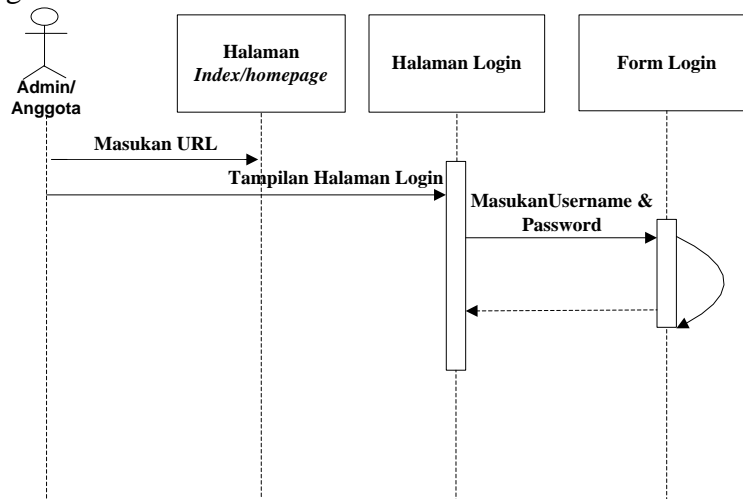 g
Admin/
Anggota
Halaman
Index/homepage
Halaman Login
Form Login
Masukan URL
Tampilan Halaman Login
MasukanUsername &
Password